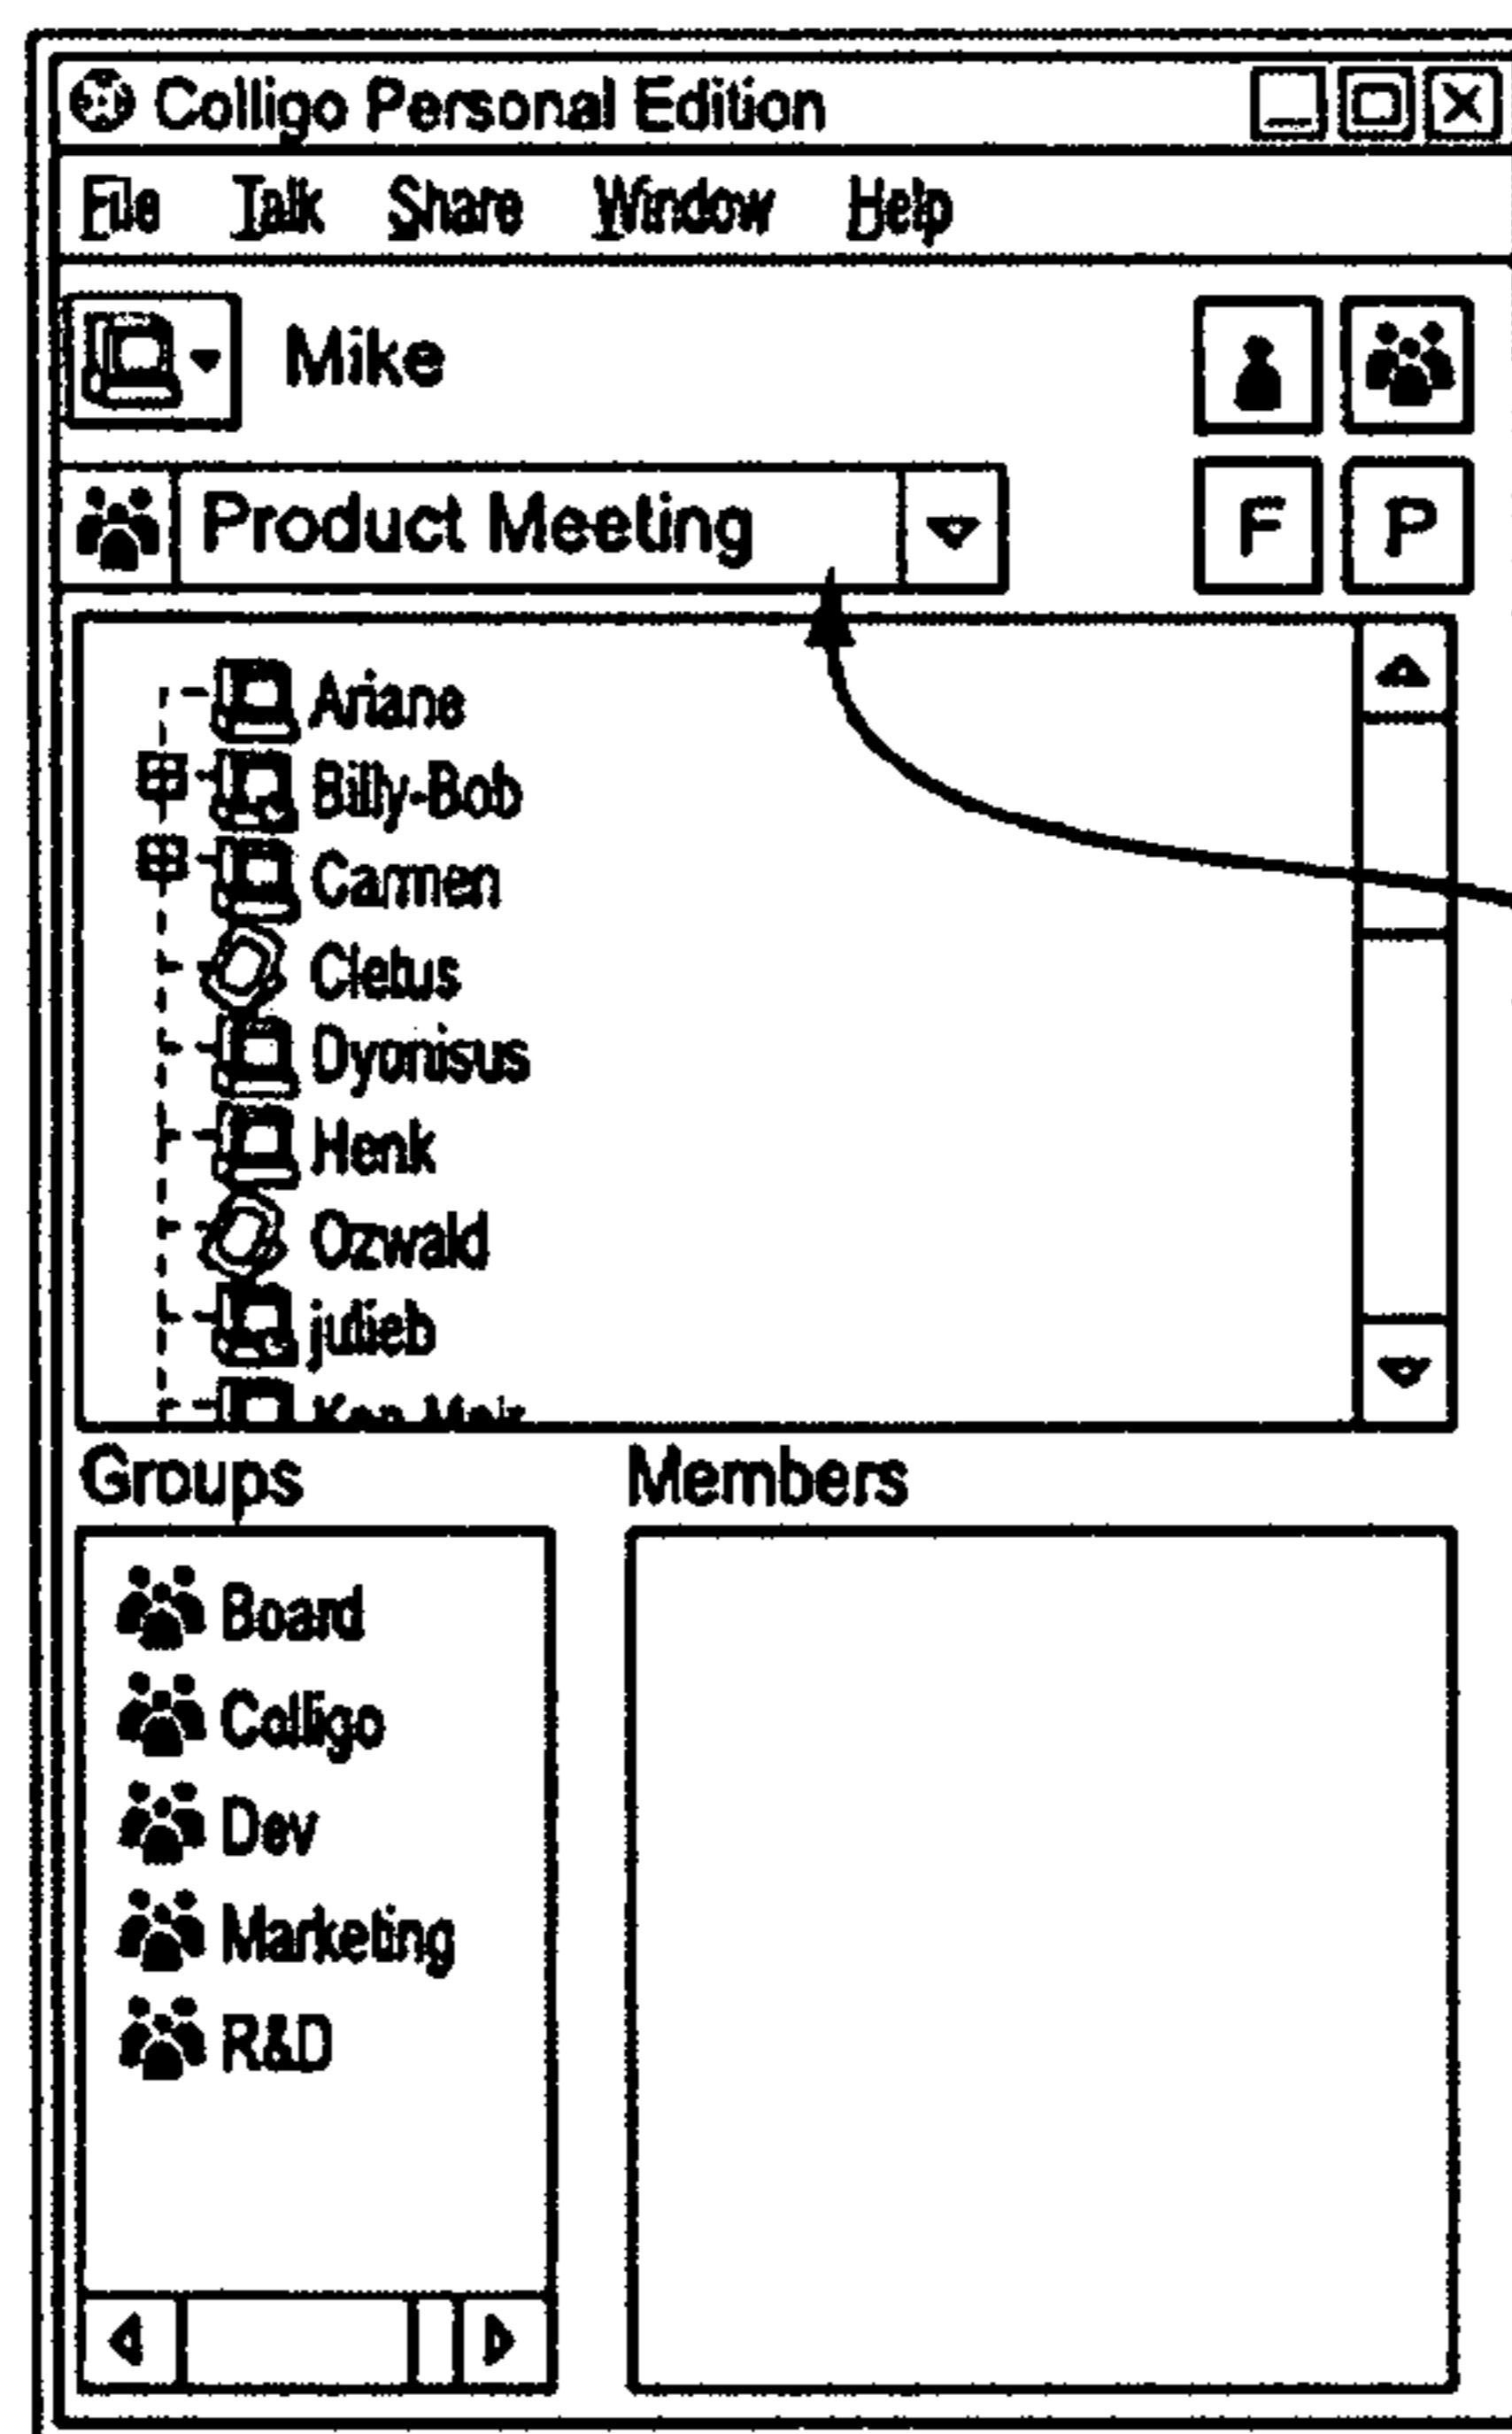 Colligo Personal Edition
File Talk Share Window Help
Mike
Product Meeting
F P
Ariane
Billy-Bob
Carmen
Cletus
Dyonisus
Henk
Ozwald
julieb
Groups Members
Board
Colligo
Dev
Marketing
R&D